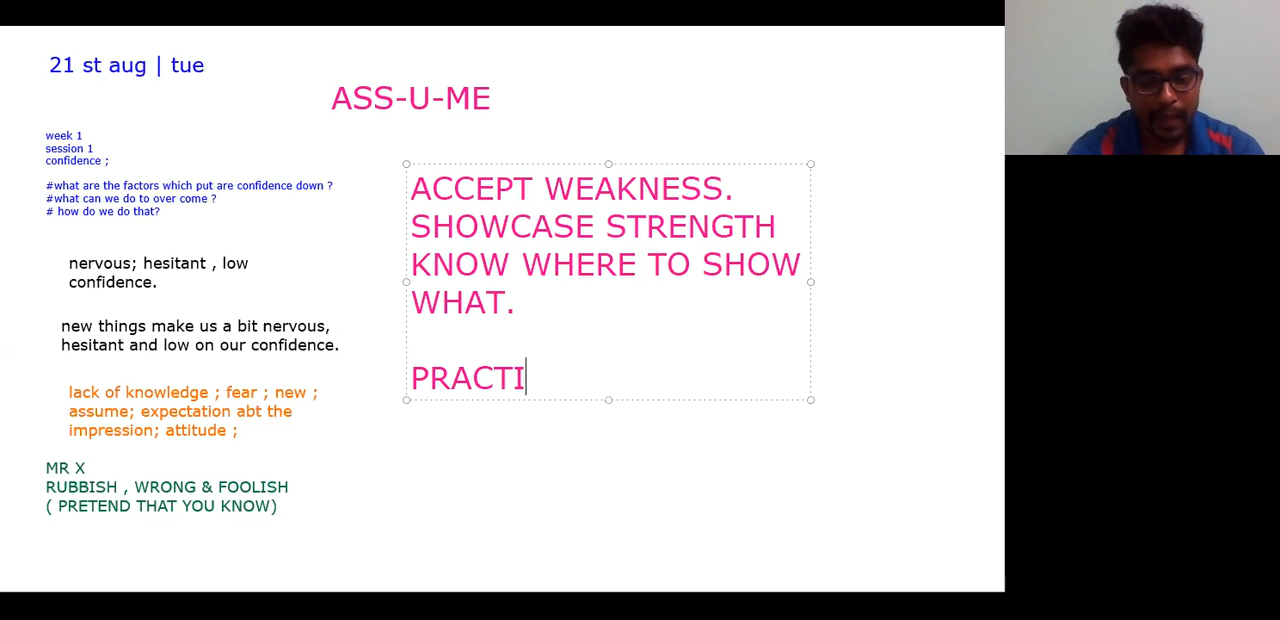 21 st aug | tue
ASS-U-ME
week 1
session 1
confidence ;
#what are the factors which put are confidence down ?
#what can we do to over come ?
# how do we do that?
nervous; hesitant , low
confidence.
new things make us a bit nervous,
hesitant and low on our confidence.
lack of knowledge ; fear ; new ;
assume; expectation abt the
impression; attitude ;
MR X
RUBBISH , WRONG & FOOLISH
( PRETEND THAT YOU KNOW)
ACCEPT WEAKNESS.
SHOWCASE STRENGTH
KNOW WHERE TO SHOW
WHAT.
PRACTI